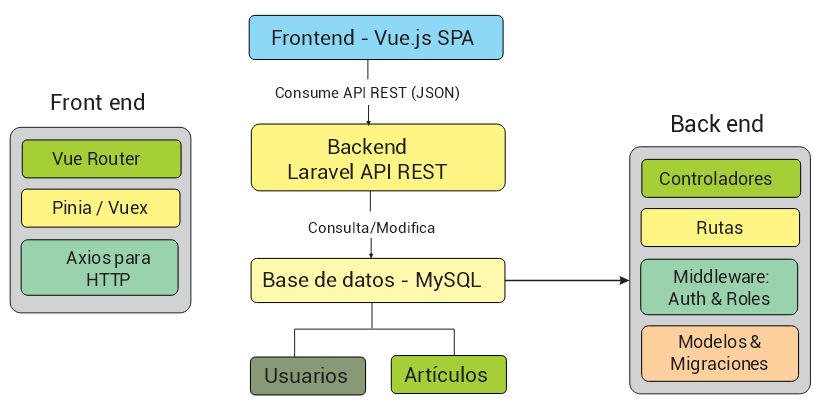 Frontend - Vue.js SPA
Consume API REST (JSON)
Backend
Laravel API REST
Consulta/Modifica
Base de datos - MySQL
Usuarios
Artículos
Front end
Vue Router
Pinia / Vuex
Axios para
HTTP
Back end
Controladores
Rutas
Middleware:
Auth & Roles
Modelos &
Migraciones